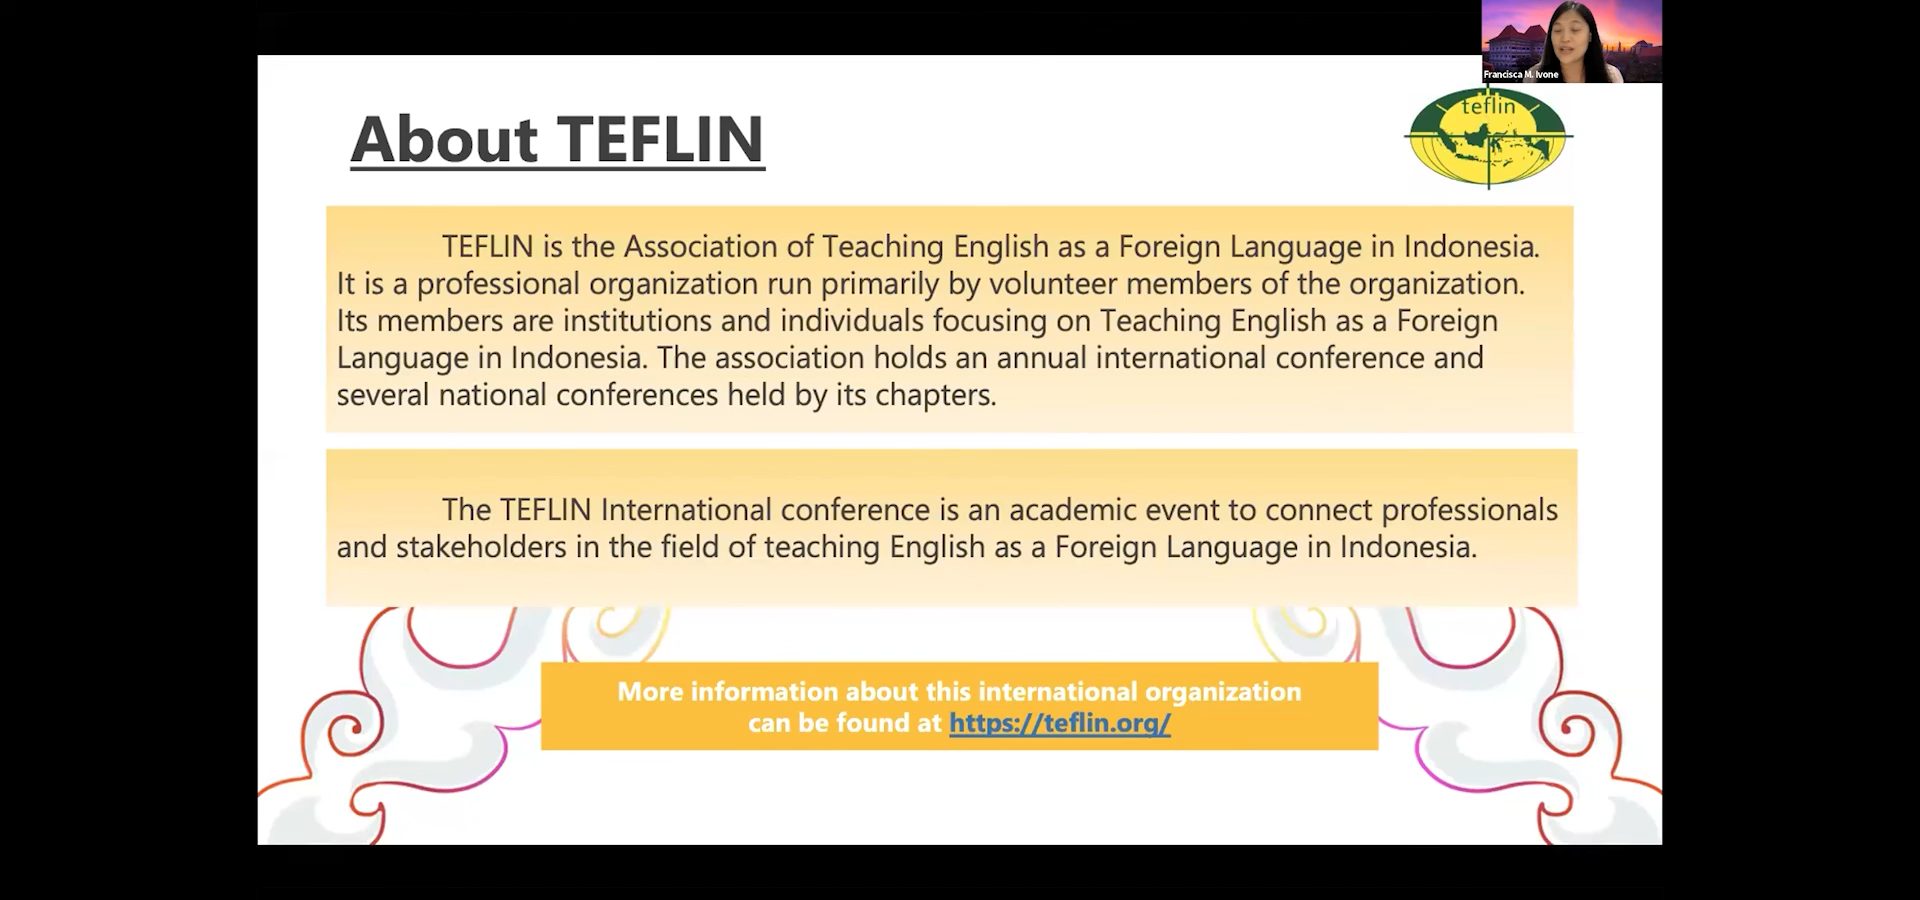 Francisca M. Ivone
teflin
About TEFLIN
TEFLIN is the Association of Teaching English as a Foreign Language in Indonesia.
It is a professional organization run primarily by volunteer members of the organization.
Its members are institutions and individuals focusing on Teaching English as a Foreign
Language in Indonesia. The association holds an annual international conference and
several national conferences held by its chapters.
The TEFLIN International conference is an academic event to connect professionals
and stakeholders in the field of teaching English as a Foreign Language in Indonesia.
More information about this international organization
can be found at https://teflin.org/